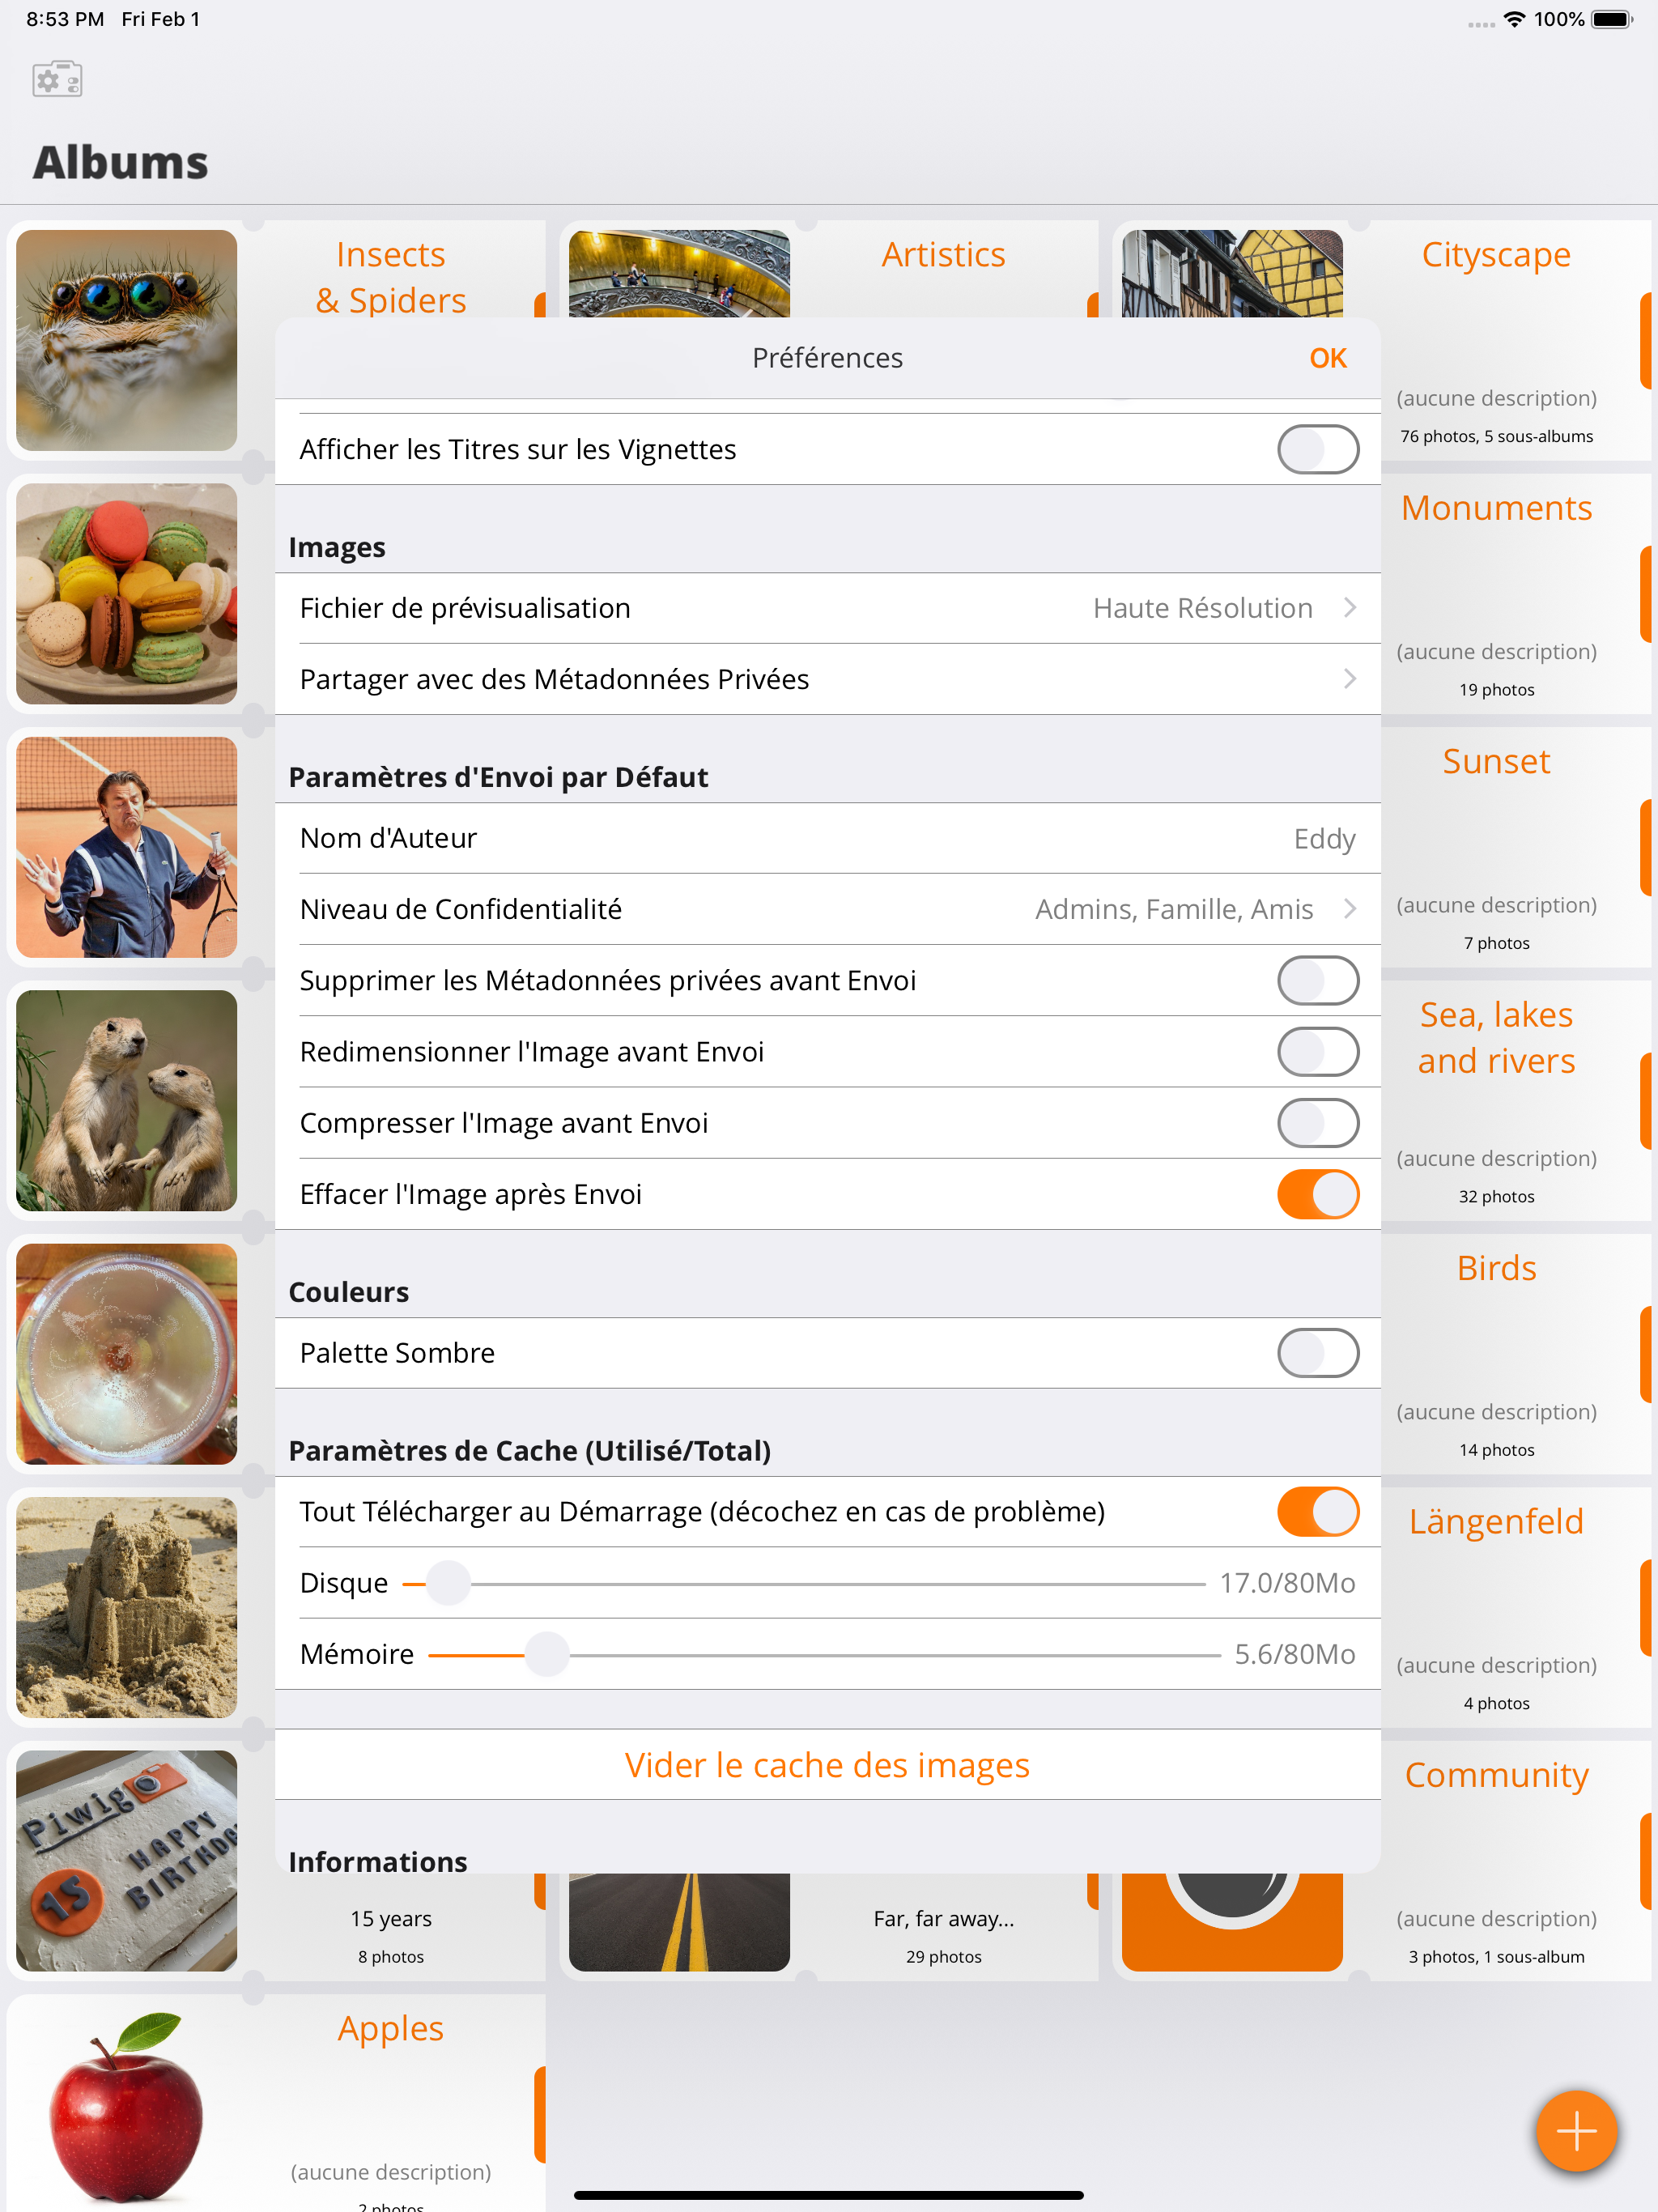 8:53 PM Fri Feb 1
100%
Albums
Insects
& Spiders
Artistics
Cityscape
(aucune description)
76 photos, 5 sous-albums
Monuments
(aucune description)
19 photos
Sunset
(aucune description)
7 photos
Sea, lakes
and rivers
(aucune description)
32 photos
Birds
(aucune description)
14 photos
Längenfeld
(aucune description)
4 photos
Community
(aucune description)
3 photos, 1 sous-album
Préférences
OK
Afficher les Titres sur les Vignettes
Images
Fichier de prévisualisation Haute Résolution
Partager avec des Métadonnées Privées
Paramètres d'Envoi par Défaut
Nom d'Auteur Eddy
Niveau de Confidentialité Admins, Famille, Amis
Supprimer les Métadonnées privées avant Envoi
Redimensionner l'Image avant Envoi
Compresser l'Image avant Envoi
Effacer l'Image après Envoi
Couleurs
Palette Sombre
Paramètres de Cache (Utilisé/Total)
Tout Télécharger au Démarrage (décochez en cas de problème)
Disque 17.0/80Mo
Mémoire 5.6/80Mo
Vider le cache des images
Informations
Piwig
HAPPY
BIRTHDA
15
15 years
8 photos
Far, far away...
29 photos
Apples
(aucune description)
2 photos